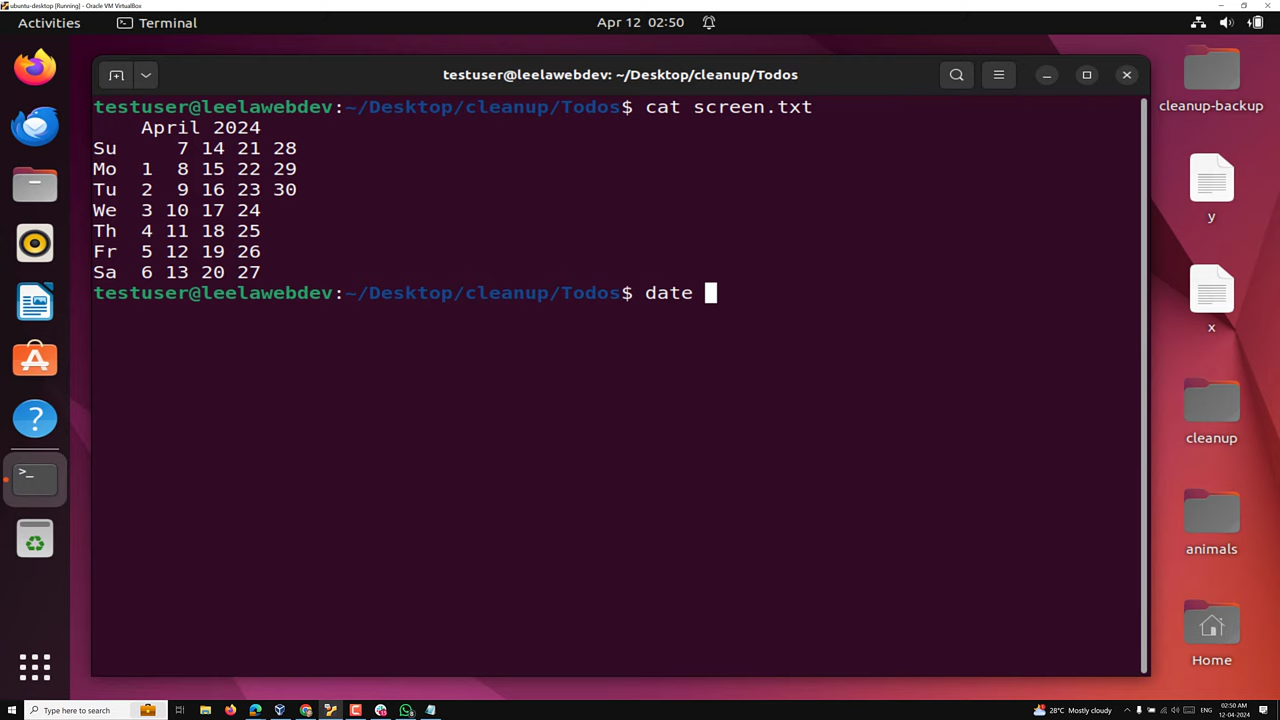 ubuntu-desktop [Running] - Oracle VM VirtualBox
Activities
Terminal
Apr 12 02:50
testuser@leelawebdev: ~/Desktop/cleanup/Todos
testuser@leelawebdev:~/Desktop/cleanup/Todos$ cat screen.txt
April 2024
Su 7 14 21 28
Mo 1 8 15 22 29
Tu 2 9 16 23 30
We 3 10 17 24
Th 4 11 18 25
Fr 5 12 19 26
Sa 6 13 20 27
testuser@leelawebdev:~/Desktop/cleanup/Todos$ date
cleanup-backup
y
x
cleanup
animals
Home
Type here to search
28°C Mostly cloudy
ENG
02:50 AM
12-04-2024